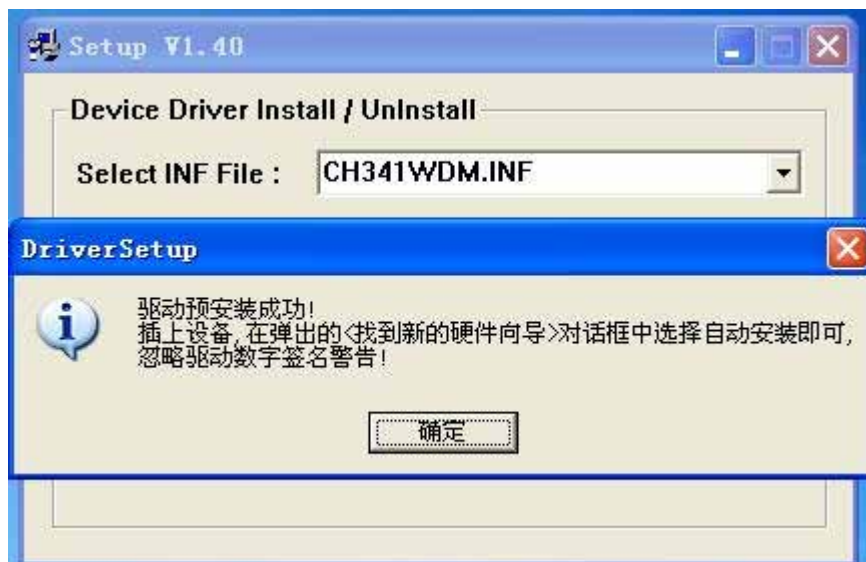 Setup V1.40
Device Driver Install / UnInstall
Select INF File :
CH341WDM.INF
DriverSetup
驱动预安装成功!
插上设备,在弹出的<找到新的硬件向导>对话框中选择自动安装即可,
忽略驱动数字签名警告!
确定